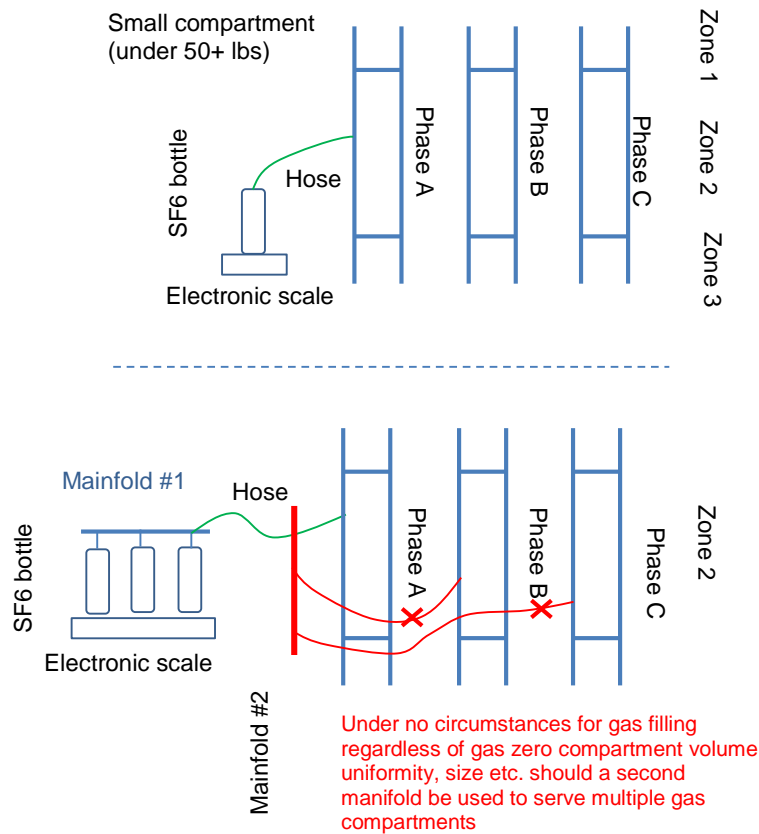 Small compartment
(under 50+ lbs)
Zone 1
Phase A
Phase B
Phase C
Zone 2
SF6 bottle
Hose
Zone 3
Electronic scale
Mainfold #1
Hose
Phase A
Phase B
Phase C
Zone 2
SF6 bottle
Electronic scale
Mainfold #2
Under no circumstances for gas filling
regardless of gas zero compartment volume
uniformity, size etc. should a second
manifold be used to serve multiple gas
compartments